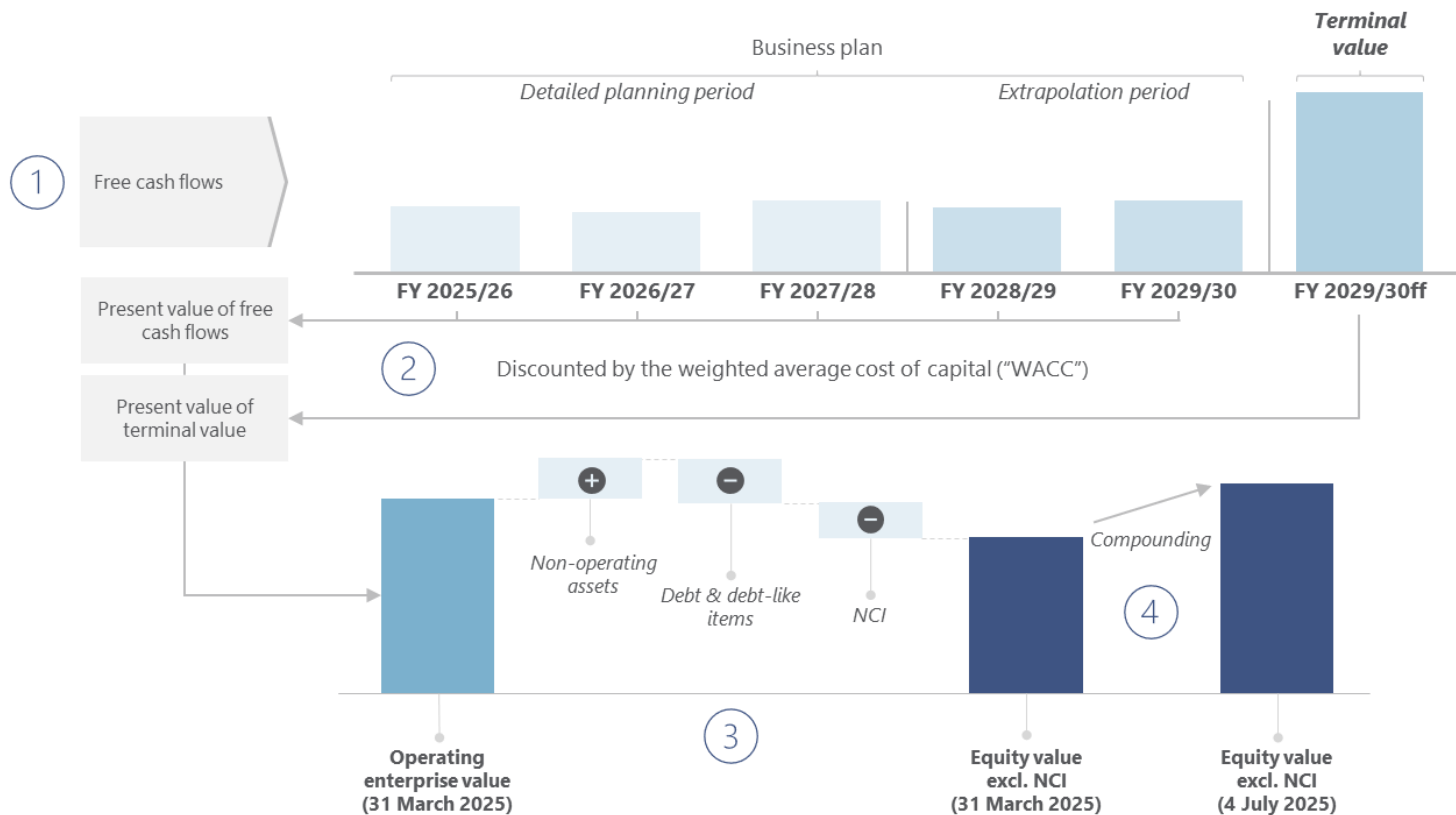 Terminal
value
Business plan
Detailed planning period
Extrapolation period
1
Free cash flows
FY 2025/26
FY 2026/27
FY 2027/28
FY 2028/29
FY 2029/30
FY 2029/30ff
Present value of free
cash flows
2
Discounted by the weighted average cost of capital (“WACC”)
Present value of
terminal value
+
−
−
Non-operating
assets
Debt & debt-like
items
NCI
Compounding
4
3
Operating
enterprise value
(31 March 2025)
Equity value
excl. NCI
(31 March 2025)
Equity value
excl. NCI
(4 July 2025)